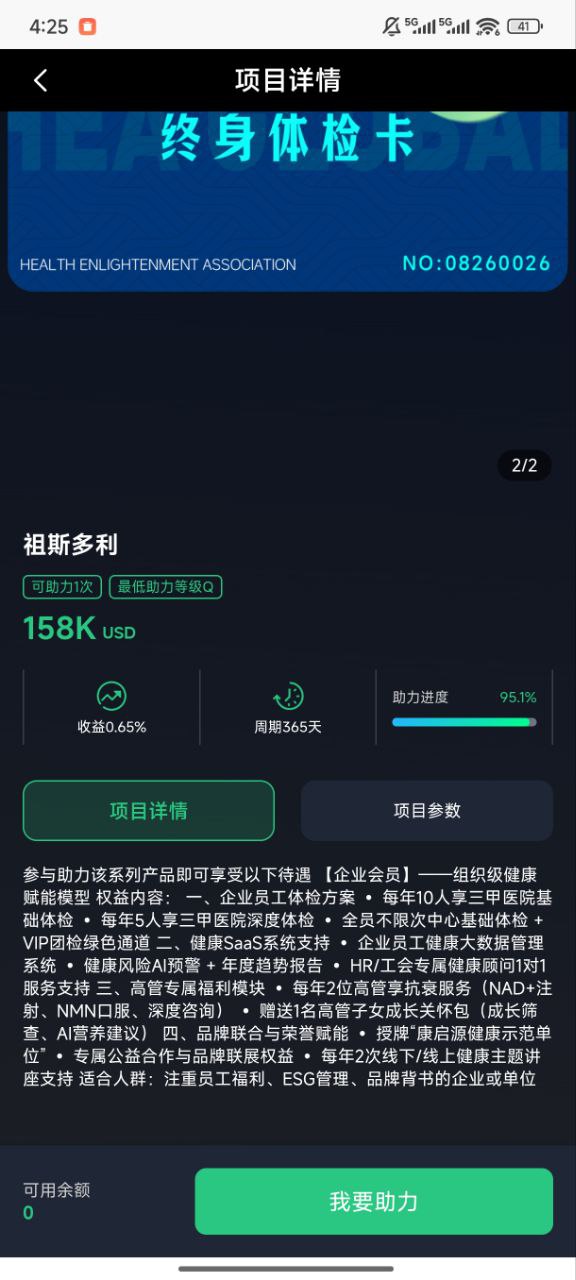 4:25
5G 5G 6 41
项目详情
HEA GLOBAL
终身体检卡
HEALTH ENLIGHTENMENT ASSOCIATION
NO:08260026
2/2
祖斯多利
可助力1次 最低助力等级Q
158K USD
收益0.65%
周期365天
助力进度 95.1%
项目详情
项目参数
参与助力该系列产品即可享受以下待遇 【企业会员】——组织级健康
赋能模型 权益内容： 一、企业员工体检方案 • 每年10人享三甲医院基
础体检 • 每年5人享三甲医院深度体检 • 全员不限次中心基础体检 +
VIP团检绿色通道 二、健康SaaS系统支持 • 企业员工健康大数据管理
系统 • 健康风险AI预警 + 年度趋势报告 • HR/工会专属健康顾问1对1
服务支持 三、高管专属福利模块 • 每年2位高管享抗衰服务（NAD+注
射、NMN口服、深度咨询） • 赠送1名高管子女成长关怀包（成长筛
查、AI营养建议） 四、品牌联合与荣誉赋能 • 授牌“康启源健康示范单
位” • 专属公益合作与品牌联展权益 • 每年2次线下/线上健康主题讲
座支持 适合人群：注重员工福利、ESG管理、品牌背书的企业或单位
可用余额
0
我要助力